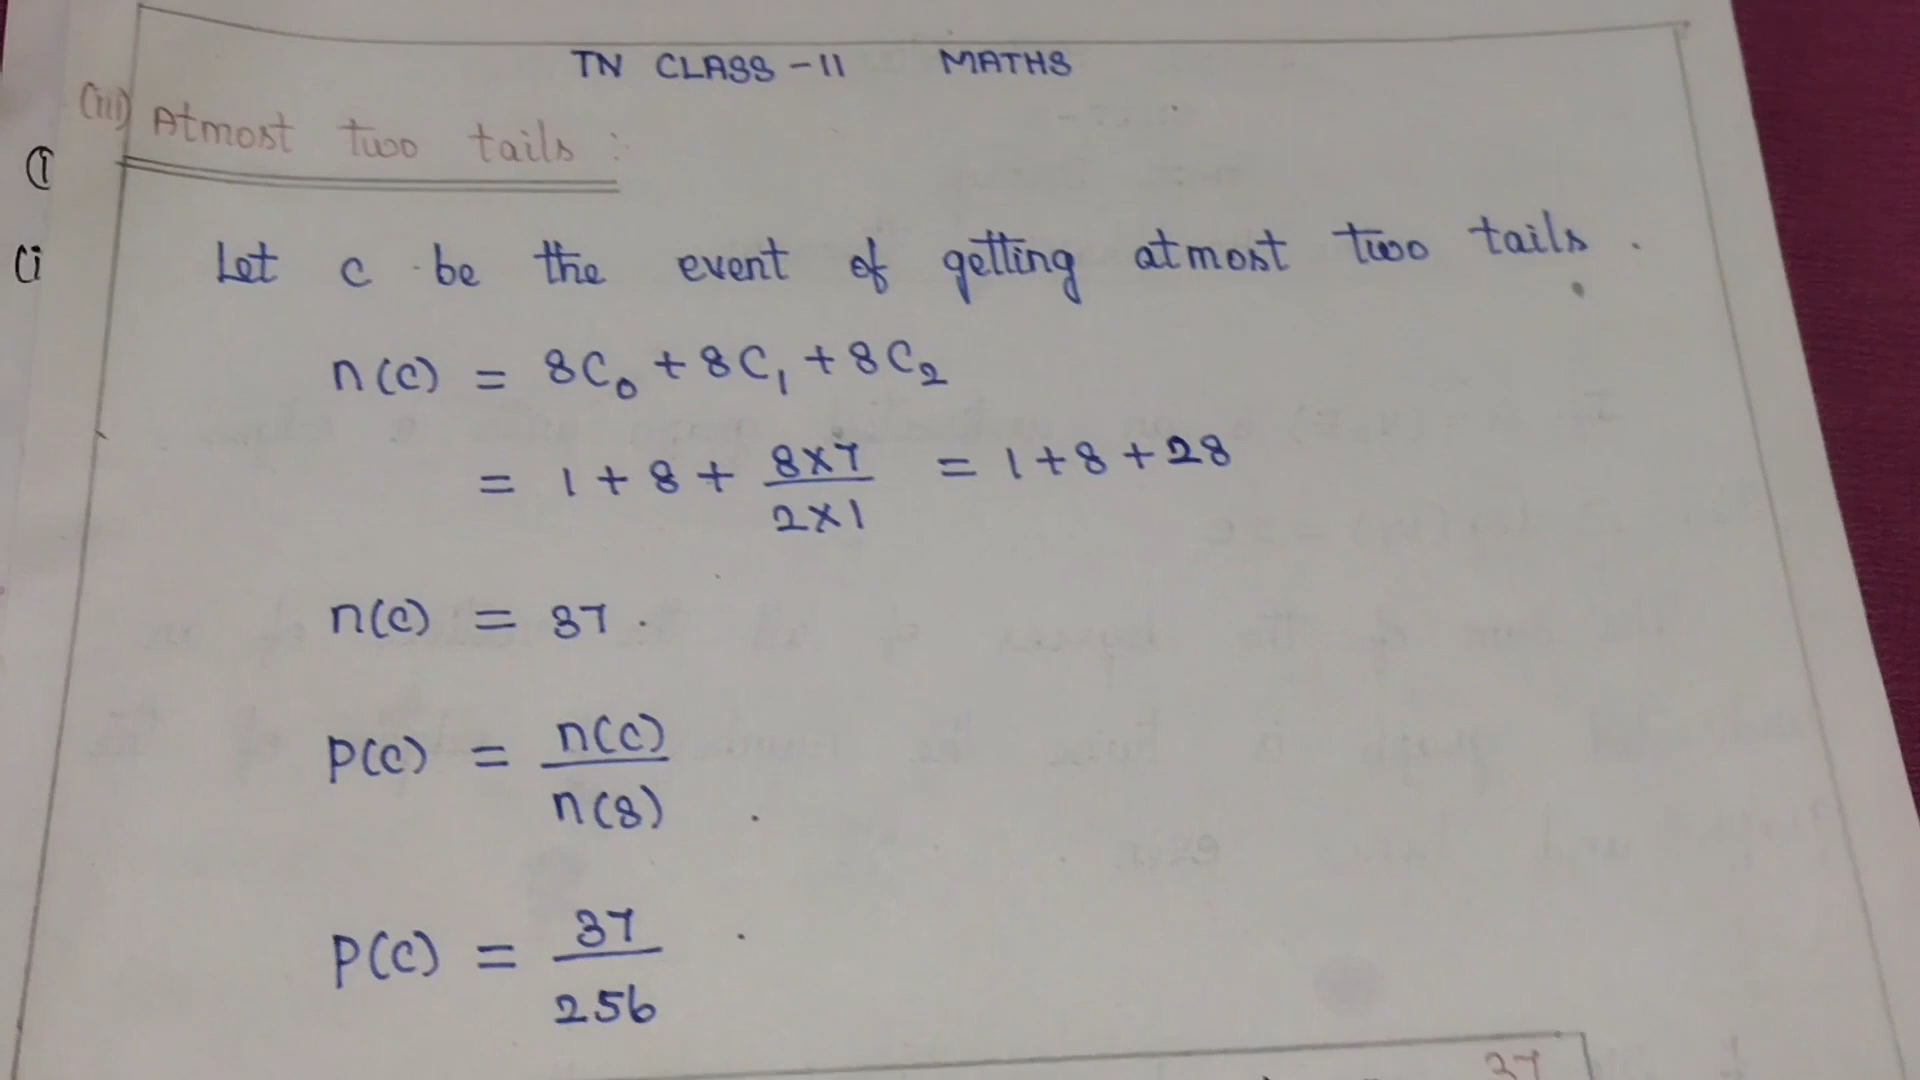 TN CLASS - 11 MATHS
(iii) Atmost two tails :
(i
(i
Let c be the event of getting atmost two tails .
n(c) = 8C₀ + 8C₁ + 8C₂
= 1 + 8 + 8×7/2×1 = 1 + 8 + 28
n(c) = 37 .
P(c) = n(c)/n(s) .
P(c) = 37/256 .
37